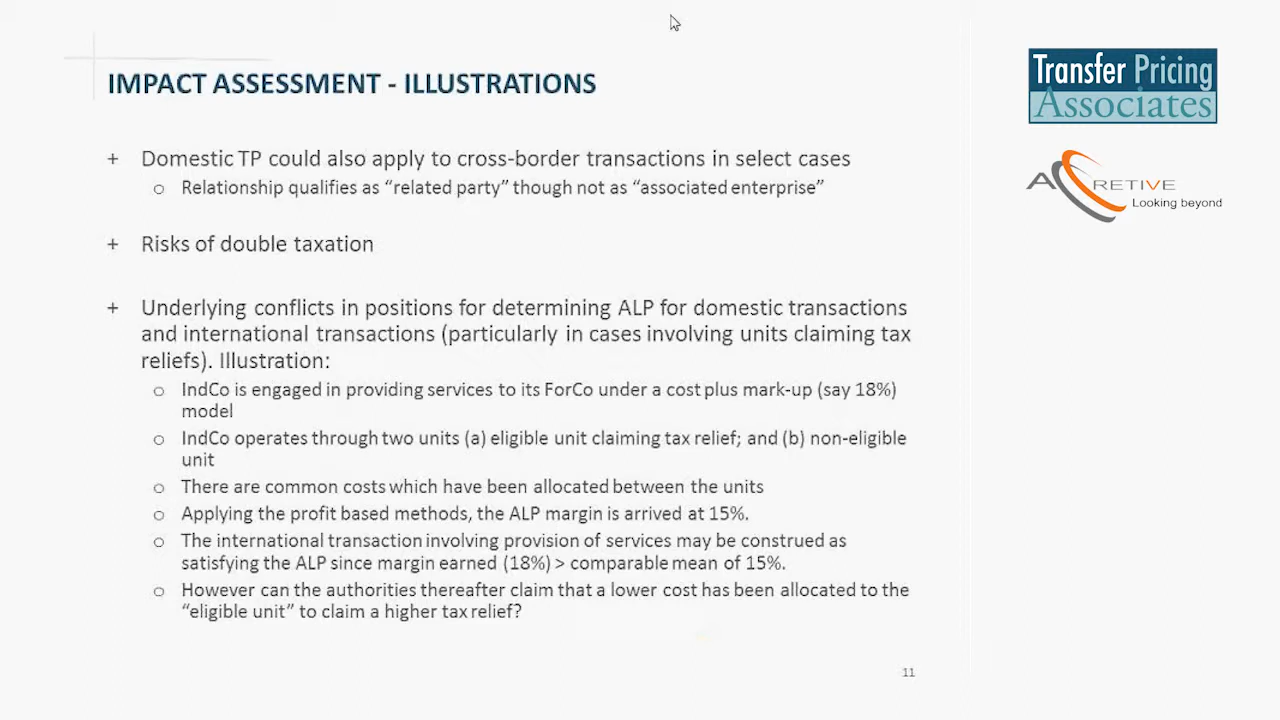 IMPACT ASSESSMENT - ILLUSTRATIONS
Transfer Pricing
Associates
ACCRETIVE
Looking beyond
+ Domestic TP could also apply to cross-border transactions in select cases
o Relationship qualifies as “related party” though not as “associated enterprise”
+ Risks of double taxation
+ Underlying conflicts in positions for determining ALP for domestic transactions
and international transactions (particularly in cases involving units claiming tax
reliefs). Illustration:
o IndCo is engaged in providing services to its ForCo under a cost plus mark-up (say 18%)
model
o IndCo operates through two units (a) eligible unit claiming tax relief; and (b) non-eligible
unit
o There are common costs which have been allocated between the units
o Applying the profit based methods, the ALP margin is arrived at 15%.
o The international transaction involving provision of services may be construed as
satisfying the ALP since margin earned (18%) > comparable mean of 15%.
o However can the authorities thereafter claim that a lower cost has been allocated to the
“eligible unit” to claim a higher tax relief?
11